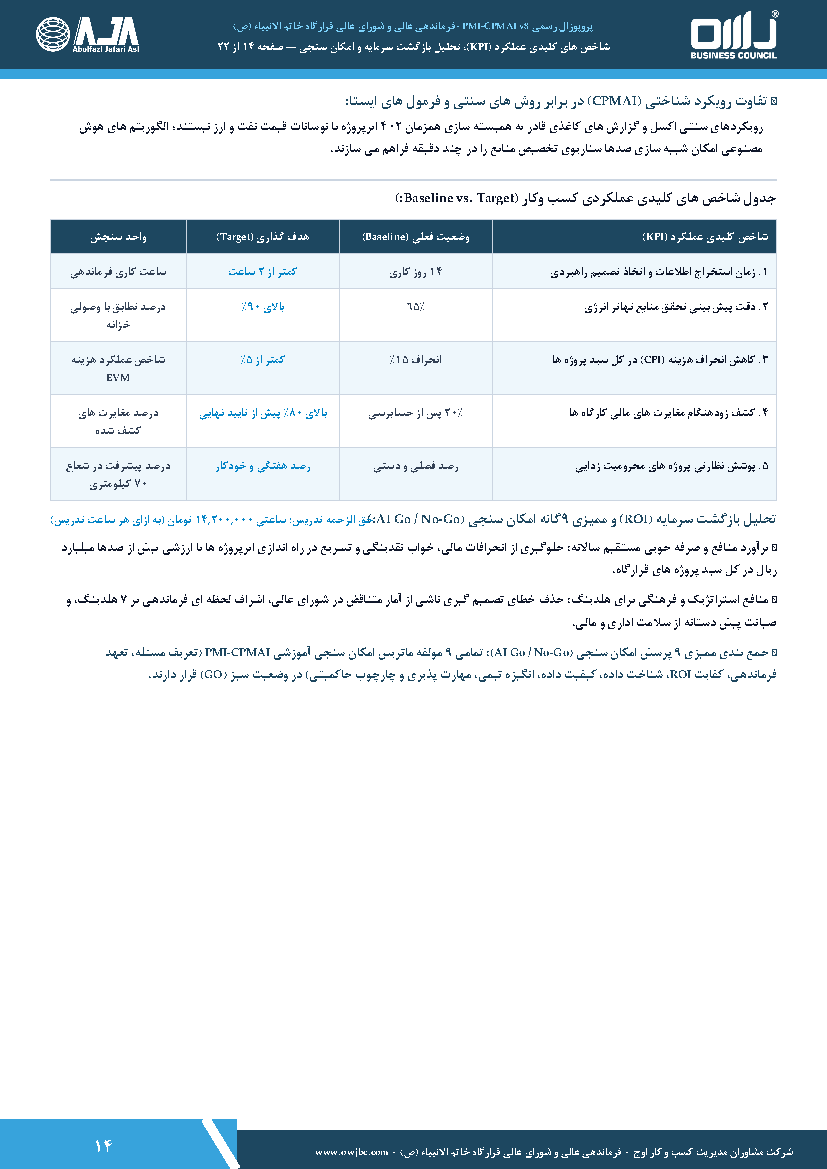 AJA
Abolfazl Jafari Asl
BUSINESS COUNCIL
پروپوزال رسمی PMI-CPMAI v8 - فرماندهی عالی و شورای عالی قرارگاه خاتم الانبیاء (ص)
شاخص های کلیدی عملکرد (KPI)، تحلیل بازگشت سرمایه و امکان سنجی — صفحه ۱۴ از ۲۲
تفاوت رویکرد شناختی (CPMAI) در برابر روش های سنتی و فرمول های ایستا:
رویکردهای سنتی اکسل و گزارش های کاغذی قادر به همبسته سازی همزمان ۴۰۲ ابرپروژه با نوسانات قیمت نفت و ارز نیستند؛ الگوریتم های هوش
مصنوعی امکان شبیه سازی صدها سناریوی تخصیص منابع را در چند دقیقه فراهم می سازند.
جدول شاخص های کلیدی عملکردی کسب وکار (Baseline vs. Target:)
شاخص کلیدی عملکرد (KPI) وضعیت فعلی (Baseline) هدف گذاری (Target) واحد سنجش
۱. زمان استخراج اطلاعات و اتخاذ تصمیم راهبردی ۱۴ روز کاری کمتر از ۲ ساعت ساعت کاری فرماندهی
۲. دقت پیش بینی تحقق منابع تهاتر انرژی ۶۵٪ بالای ۹۰٪ درصد تطابق با وصولی
خزانه
۳. کاهش انحراف هزینه (CPI) در کل سبد پروژه ها انحراف ۱۵٪ کمتر از ۵٪ شاخص عملکرد هزینه
EVM
۴. کشف زودهنگام مغایرت های مالی کارگاه ها ۲۰٪ پس از حسابرسی بالای ۸۰٪ پیش از تایید نهایی درصد مغایرت های
کشف شده
۵. پوشش نظارتی پروژه های محرومیت زدایی رصد فصلی و دستی رصد هفتگی و خودکار درصد پیشرفت در شعاع
۷۰ کیلومتری
تحلیل بازگشت سرمایه (ROI) و ممیزی ۹گانه امکان سنجی (AI Go / No-Go:)
حق الزحمه تدریس: ساعتی ۱۴,۲۰۰,۰۰۰ تومان (به ازای هر ساعت تدریس)
برآورد منافع و صرفه جویی مستقیم سالانه: جلوگیری از انحرافات مالی، خواب نقدینگی و تسریع در راه اندازی ابرپروژه ها با ارزشی بیش از صدها میلیارد
ریال در کل سبد پروژه های قرارگاه.
منافع استراتژیک و فرهنگی برای هلدینگ: حذف خطای تصمیم گیری ناشی از آمار متناقض در شورای عالی، اشراف لحظه ای فرماندهی بر ۷ هلدینگ، و
صیانت پیش دستانه از سلامت اداری و مالی.
جمع بندی ممیزی ۹ پرسش امکان سنجی (AI Go / No-Go): تمامی ۹ مولفه ماتریس امکان سنجی آموزشی PMI-CPMAI (تعریف مسئله، تعهد
فرماندهی، کفایت ROI، شناخت داده، کیفیت داده، انگیزه تیمی، مهارت پذیری و چارچوب حاکمیتی) در وضعیت سبز (GO) قرار دارند.
شرکت مشاوران مدیریت کسب و کار اوج - فرماندهی عالی و شورای عالی قرارگاه خاتم الانبیاء (ص) - www.owjbc.com
۱۴